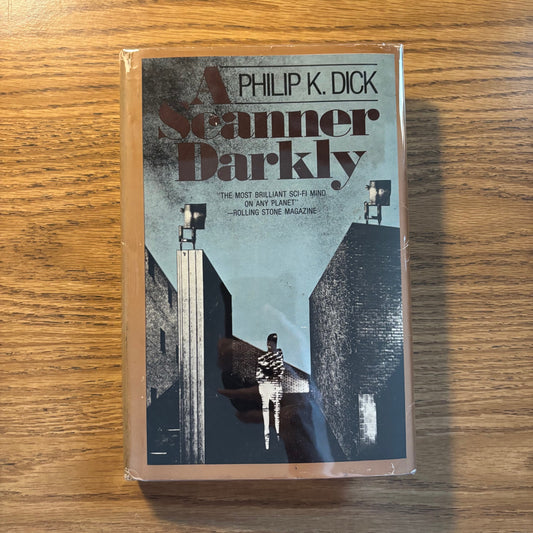 A PHILIP K. DICK
Scanner
Darkly
"THE MOST BRILLIANT SCI-FI MIND
ON ANY PLANET"
—ROLLING STONE MAGAZINE